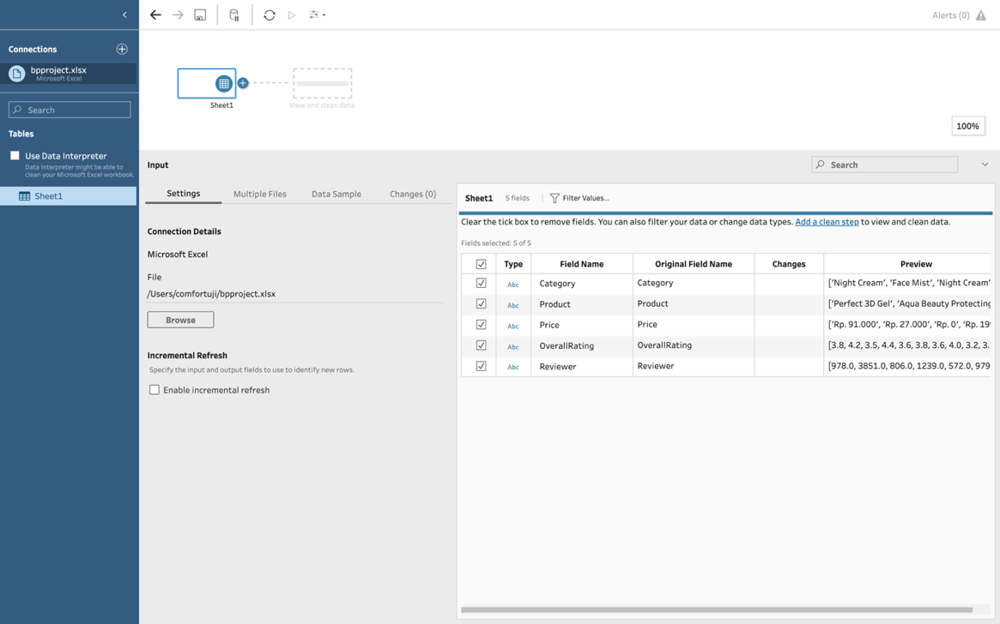 Alerts (0)
Connections
bpproject.xlsx
Microsoft Excel
Search
Tables
Use Data Interpreter
Data Interpreter might be able to
clean your Microsoft Excel workbook.
Sheet1
Sheet1
View and clean data
100%
Input
Search
Settings
Multiple Files
Data Sample
Changes (0)
Connection Details
Microsoft Excel
File
/Users/comfortuji/bpproject.xlsx
Browse
Incremental Refresh
Specify the input and output fields to use to identify new rows.
Enable incremental refresh
Sheet1 5 fields Filter Values...
Clear the tick box to remove fields. You can also filter your data or change data types. Add a clean step to view and clean data.
Fields selected: 5 of 5
Type Field Name Original Field Name Changes Preview
Abc Category Category ['Night Cream', 'Face Mist', 'Night Cream'
Abc Product Product ['Perfect 3D Gel', 'Aqua Beauty Protecting
Abc Price Price ['Rp. 91.000', 'Rp. 27.000', 'Rp. 0', 'Rp. 19
Abc OverallRating OverallRating [3.8, 4.2, 3.5, 4.4, 3.6, 3.8, 3.6, 4.0, 3.2, 3.
Abc Reviewer Reviewer [978.0, 3851.0, 806.0, 1239.0, 572.0, 979